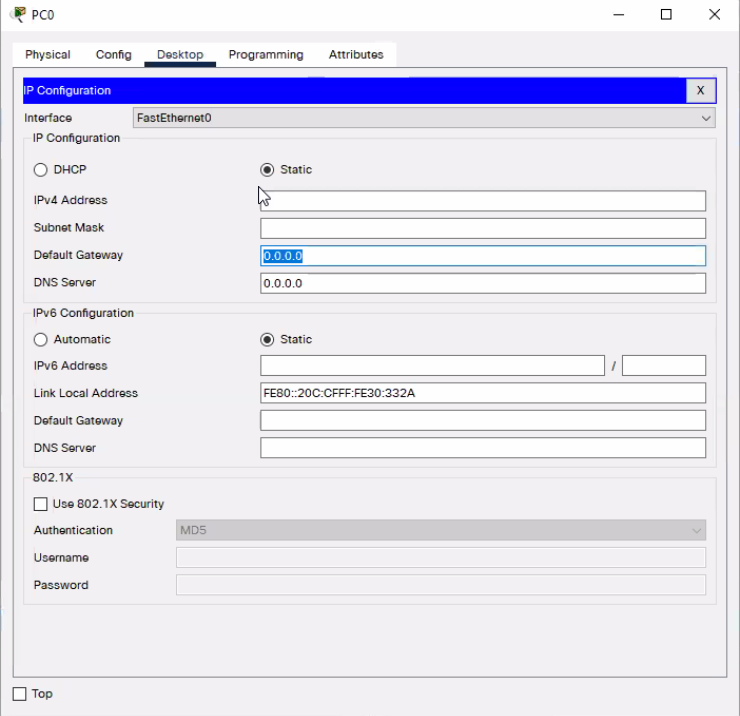 PC0
Physical Config Desktop Programming Attributes
IP Configuration X
Interface FastEthernet0
IP Configuration
DHCP Static
IPv4 Address
Subnet Mask
Default Gateway 0.0.0.0
DNS Server 0.0.0.0
IPv6 Configuration
Automatic Static
IPv6 Address /
Link Local Address FE80::20C:CFFF:FE30:332A
Default Gateway
DNS Server
802.1X
Use 802.1X Security
Authentication MD5
Username
Password
Top